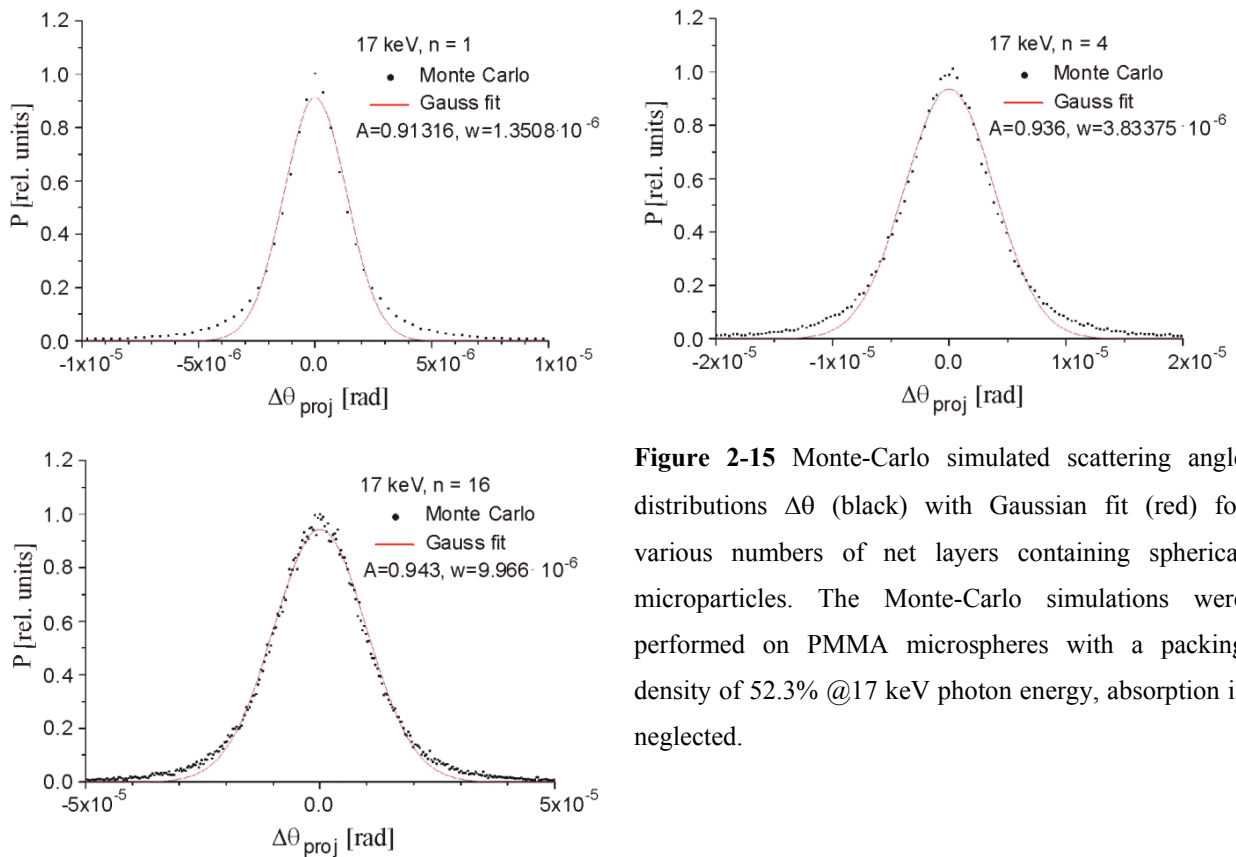 17 keV, n = 1
Monte Carlo
Gauss fit
A=0.91316, w=1.3508·10⁻⁶
P [rel. units]
1.2
1.0
0.8
0.6
0.4
0.2
0.0
-1x10⁻⁵
-5x10⁻⁶
0.0
5x10⁻⁶
1x10⁻⁵
Δθ proj [rad]
17 keV, n = 4
Monte Carlo
Gauss fit
A=0.936, w=3.83375·10⁻⁶
P [rel. units]
1.2
1.0
0.8
0.6
0.4
0.2
0.0
-2x10⁻⁵
-1x10⁻⁵
0.0
1x10⁻⁵
2x10⁻⁵
Δθ proj [rad]
17 keV, n = 16
Monte Carlo
Gauss fit
A=0.943, w=9.966·10⁻⁶
P [rel. units]
1.2
1.0
0.8
0.6
0.4
0.2
0.0
-5x10⁻⁵
0.0
5x10⁻⁵
Δθ proj [rad]
Figure 2-15 Monte-Carlo simulated scattering angle
distributions Δθ (black) with Gaussian fit (red) fo
various numbers of net layers containing spherica
microparticles. The Monte-Carlo simulations were
performed on PMMA microspheres with a packing
density of 52.3% @17 keV photon energy, absorption i
neglected.